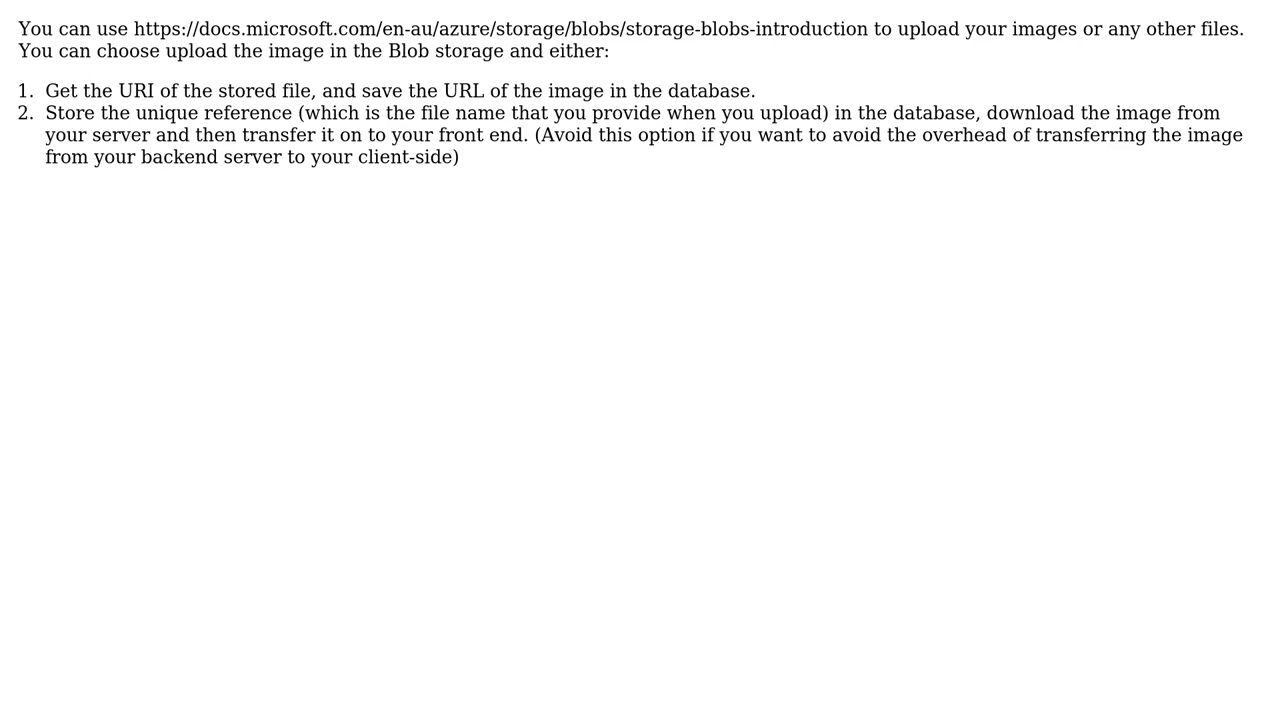 You can use https://docs.microsoft.com/en-au/azure/storage/blobs/storage-blobs-introduction to upload your images or any other files.
You can choose upload the image in the Blob storage and either:
1. Get the URI of the stored file, and save the URL of the image in the database.
2. Store the unique reference (which is the file name that you provide when you upload) in the database, download the image from
your server and then transfer it on to your front end. (Avoid this option if you want to avoid the overhead of transferring the image
from your backend server to your client-side)